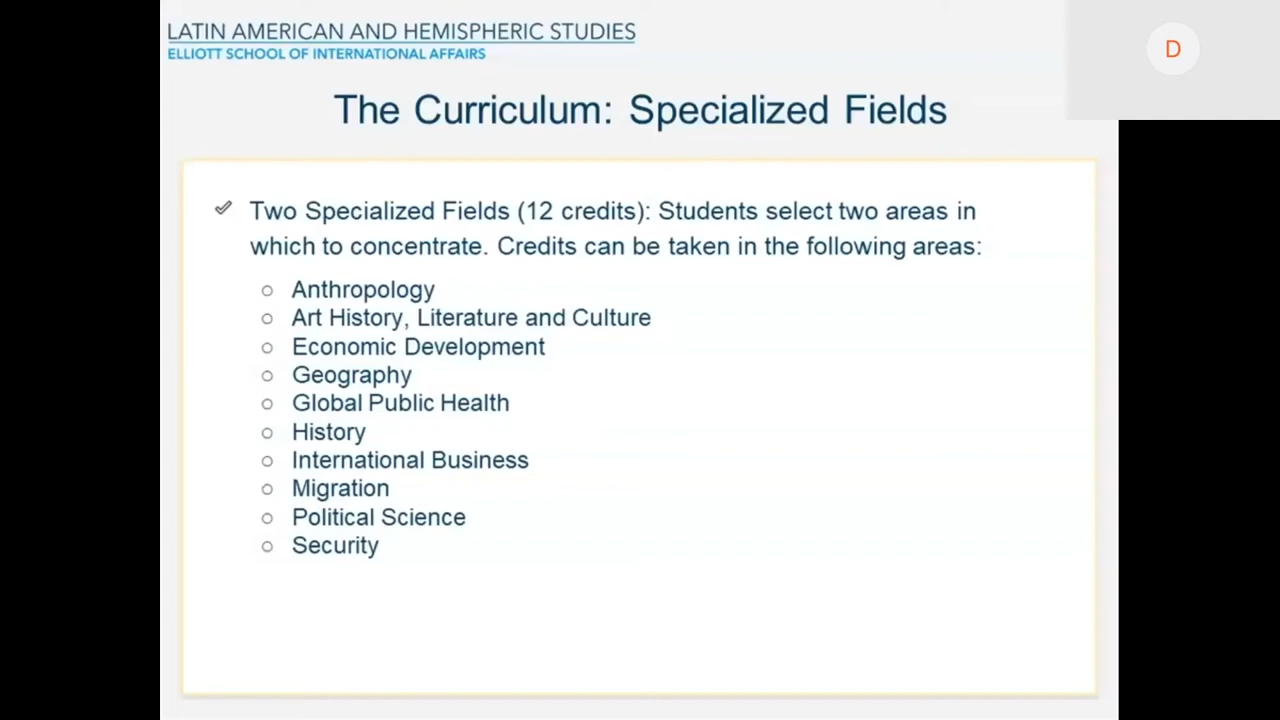 LATIN AMERICAN AND HEMISPHERIC STUDIES
ELLIOTT SCHOOL OF INTERNATIONAL AFFAIRS
D
The Curriculum: Specialized Fields
Two Specialized Fields (12 credits): Students select two areas in
which to concentrate. Credits can be taken in the following areas:
Anthropology
Art History, Literature and Culture
Economic Development
Geography
Global Public Health
History
International Business
Migration
Political Science
Security